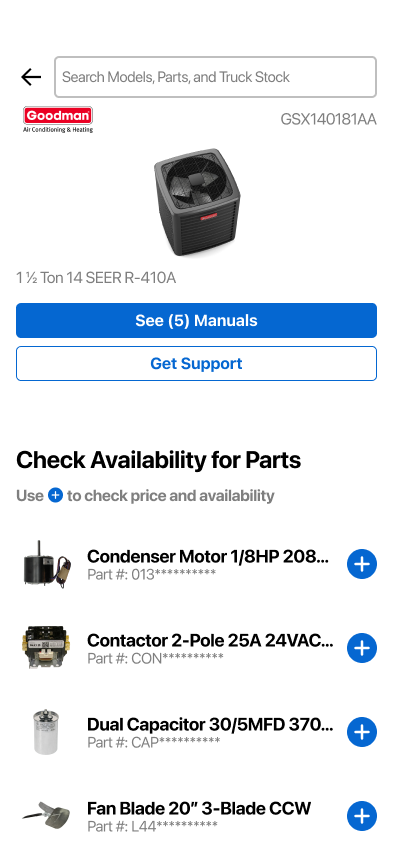 Search Models, Parts, and Truck Stock
Goodman
Air Conditioning & Heating
GSX140181AA
1 ½ Ton 14 SEER R-410A
See (5) Manuals
Get Support
Check Availability for Parts
Use + to check price and availability
Condenser Motor 1/8HP 208...
Part #: 013**********
Contactor 2-Pole 25A 24VAC...
Part #: CON**********
Dual Capacitor 30/5MFD 370...
Part #: CAP**********
Fan Blade 20” 3-Blade CCW
Part #: L44**********